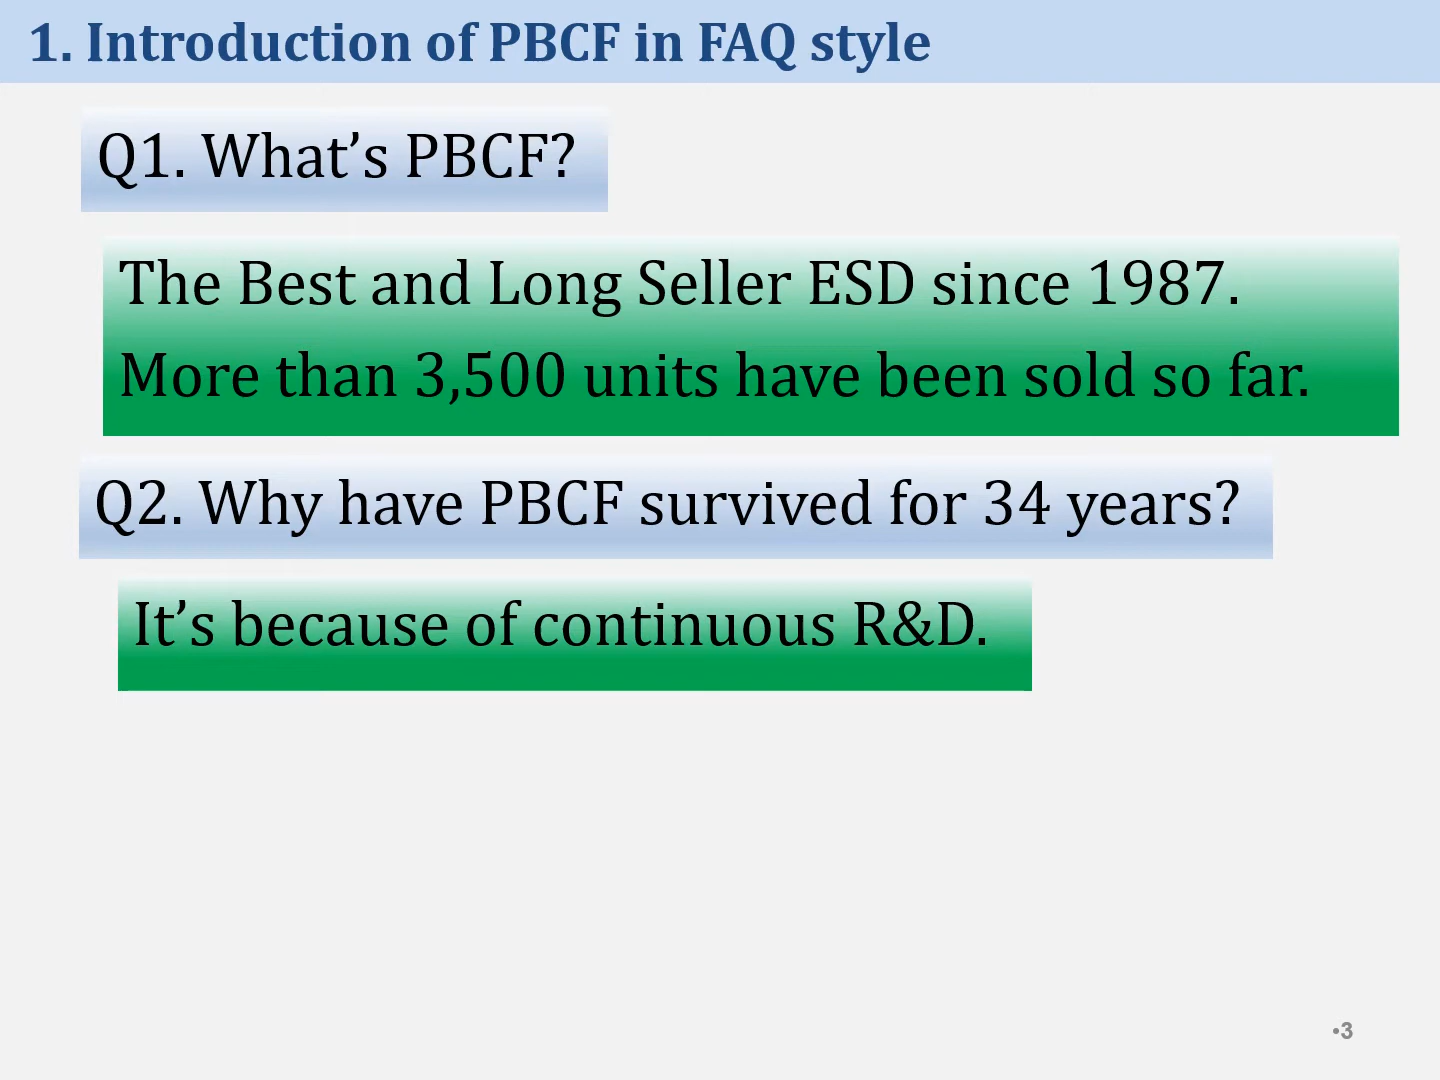 1. Introduction of PBCF in FAQ style
Q1. What’s PBCF?
The Best and Long Seller ESD since 1987.
More than 3,500 units have been sold so far.
Q2. Why have PBCF survived for 34 years?
It’s because of continuous R&D.
•3